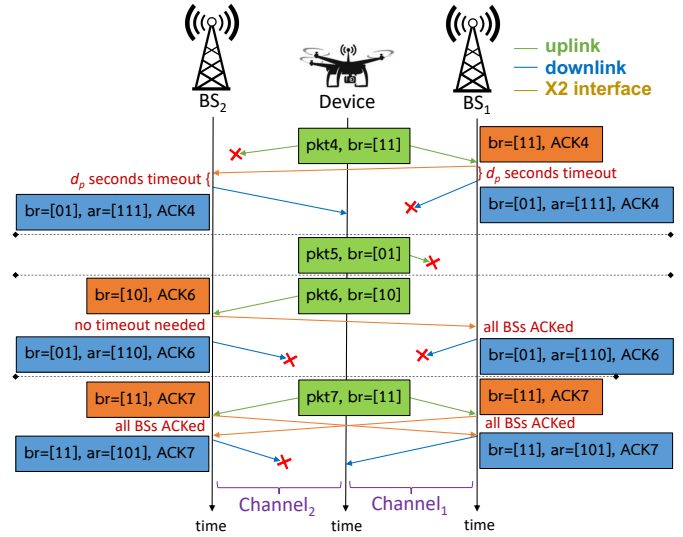 uplink
downlink
X2 interface
BS₂
Device
BS₁
pkt4, br=[11]
br=[11], ACK4
dₚ seconds timeout {
} dₚ seconds timeout
br=[01], ar=[111], ACK4
br=[01], ar=[111], ACK4
pkt5, br=[01]
br=[10], ACK6
pkt6, br=[10]
no timeout needed
all BSs ACKed
br=[01], ar=[110], ACK6
br=[01], ar=[110], ACK6
br=[11], ACK7
pkt7, br=[11]
br=[11], ACK7
all BSs ACKed
all BSs ACKed
br=[11], ar=[101], ACK7
br=[11], ar=[101], ACK7
Channel₂
Channel₁
time
time
time